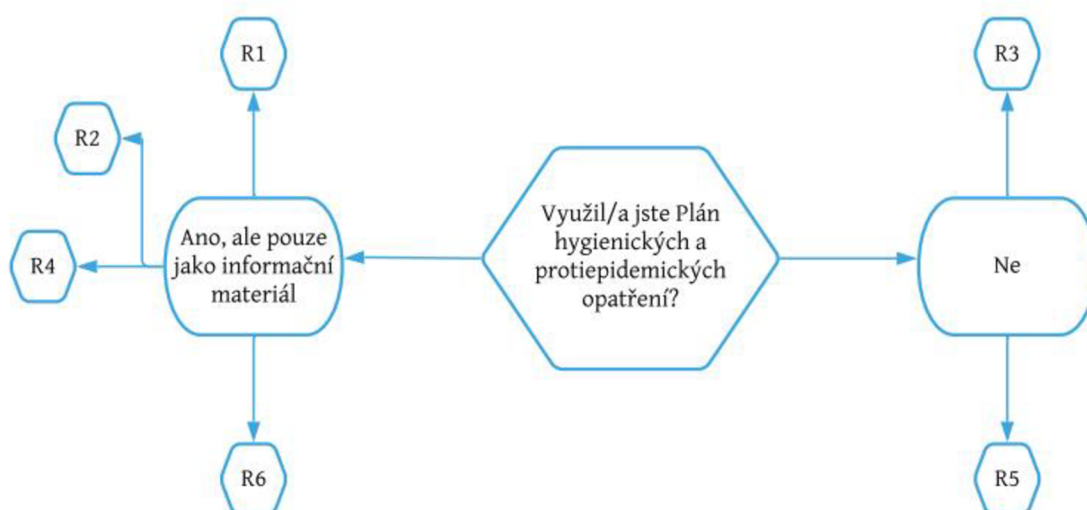 R1
R3
R2
Využil/a jste Plán
hygienických a
protiepidemických
opatření?
Ano, ale pouze
jako informační
materiál
R4
Ne
R6
R5